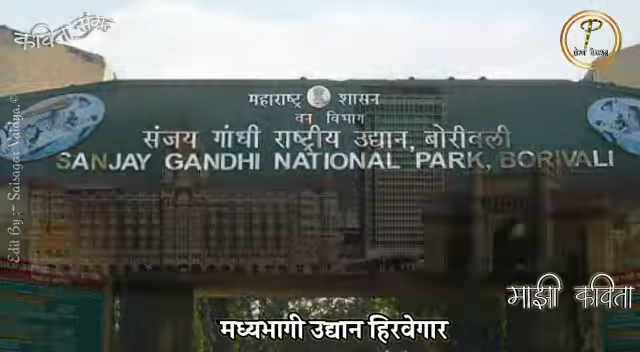 कविता संग्रह
महाराष्ट्र शासन
वन विभाग
संजय गांधी राष्ट्रीय उद्यान, बोरीवली
SANJAY GANDHI NATIONAL PARK, BORIVALI
Edit By :- Saisagar Vaidya.©
माझी कविता
मध्यभागी उद्यान हिरवेगार